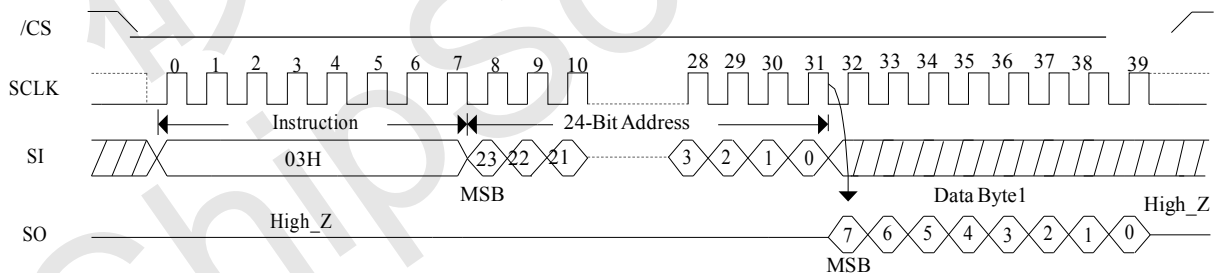 /CS
0 1 2 3 4 5 6 7 8 9 10 28 29 30 31 32 33 34 35 36 37 38 39
SCLK
Instruction 24-Bit Address
SI 03H 23 22 21 3 2 1 0
MSB Data Byte1 High_Z
High_Z
SO 7 6 5 4 3 2 1 0
MSB